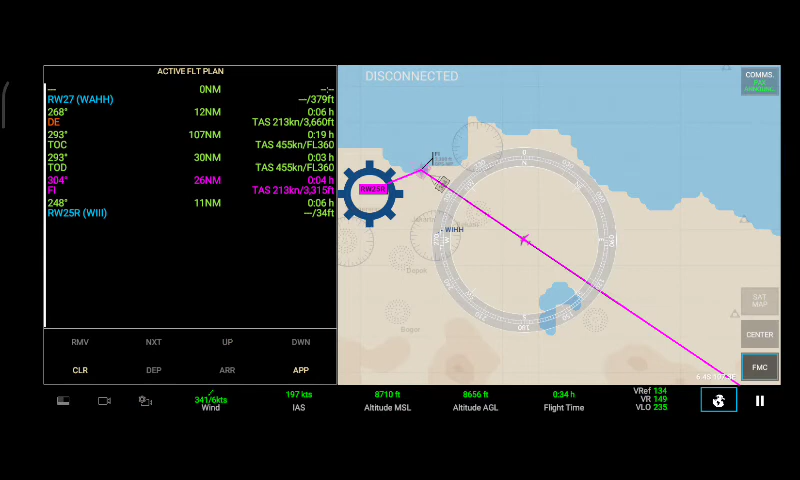 ACTIVE FLT PLAN
--- 0NM --:--
RW27 (WAHH) ---/379ft
268° 12NM 0:06 h
DE TAS 213kn/3,660ft
293° 107NM 0:19 h
TOC TAS 455kn/FL360
293° 30NM 0:03 h
TOD TAS 455kn/FL360
304° 26NM 0:04 h
FI TAS 213kn/3,315ft
248° 11NM 0:06 h
RW25R (WIII) ---/34ft
RMV NXT UP DWN
CLR DEP ARR APP
DISCONNECTED
COMMS.
RW25R
WIHH
Depok
Bogor
SAT
MAP
CENTER
FMC
341/6kts
Wind
197 kts
IAS
8710 ft
Altitude MSL
8656 ft
Altitude AGL
0:34 h
Flight Time
VRef 134
VR 149
VLO 235